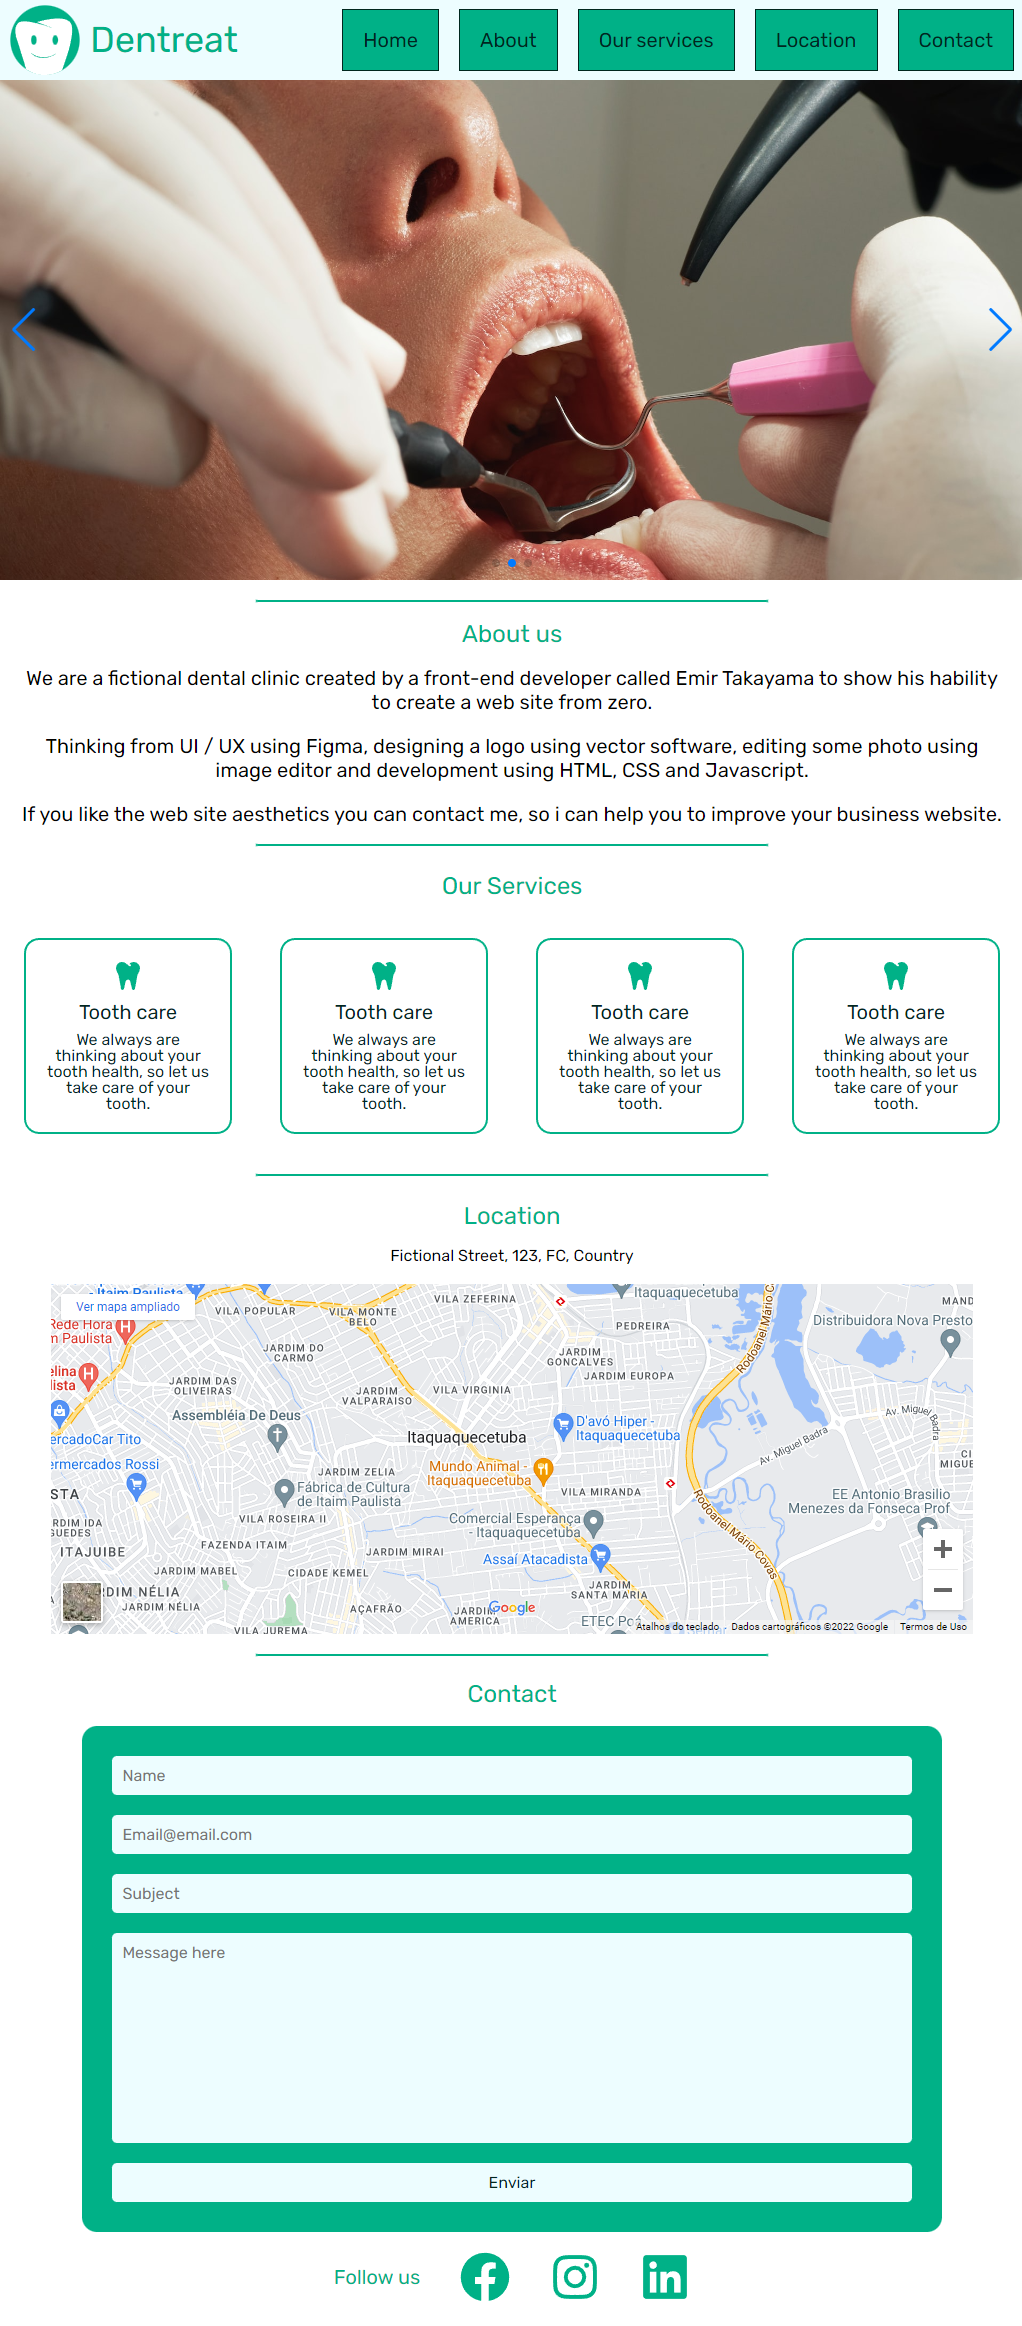 Dentreat
Home
About
Our services
Location
Contact
About us
We are a fictional dental clinic created by a front-end developer called Emir Takayama to show his hability
to create a web site from zero.
Thinking from UI / UX using Figma, designing a logo using vector software, editing some photo using
image editor and development using HTML, CSS and Javascript.
If you like the web site aesthetics you can contact me, so i can help you to improve your business website.
Our Services
Tooth care
We always are
thinking about your
tooth health, so let us
take care of your
tooth.
Tooth care
We always are
thinking about your
tooth health, so let us
take care of your
tooth.
Tooth care
We always are
thinking about your
tooth health, so let us
take care of your
tooth.
Tooth care
We always are
thinking about your
tooth health, so let us
take care of your
tooth.
Location
Fictional Street, 123, FC, Country
Itaim Paulista
Ver mapa ampliado
Rede Hora
m Paulista
VILA POPULAR
VILA MONTE
BELO
VILA ZEFERINA
Itaquaquecetuba
PEDREIRA
Rodoanel Mário C
MAND
Distribuidora Nova Presto
JARDIM DO
CARMO
JARDIM
GONCALVES
JARDIM EUROPA
elina
lista
JARDIM DAS
OLIVEIRAS
JARDIM
VALPARAISO
VILA VIRGINIA
Assembléia De Deus
Itaquaquecetuba
D'avó Hiper -
Itaquaquecetuba
Av. Miguel Badra
Av. Miguel Badra
ercadoCar Tito
ermercados Rossi
Mundo Animal -
Itaquaquecetuba
CI
MIGUE
JARDIM ZELIA
Fábrica de Cultura
de Itaim Paulista
VILA MIRANDA
STA
EE Antonio Brasilio
Menezes da Fonseca Prof
Rodoanel Mário Covas
RDIM IDA
GUEDES
VILA ROSEIRA II
Comercial Esperança
- Itaquaquecetuba
ITAJUIBE
FAZENDA ITAIM
JARDIM MIRAI
Assaí Atacadista
JARDIM MABEL
CIDADE KEMEL
RDIM NÉLIA
JARDIM NÉLIA
JARDIM
SANTA MARIA
AÇAFRÃO
JARDIM
AMERICA
Google
VILA JUREMA
ETEC Poá
Atalhos do teclado
Dados cartográficos ©2022 Google
Termos de Uso
Contact
Name
Email@email.com
Subject
Message here
Enviar
Follow us